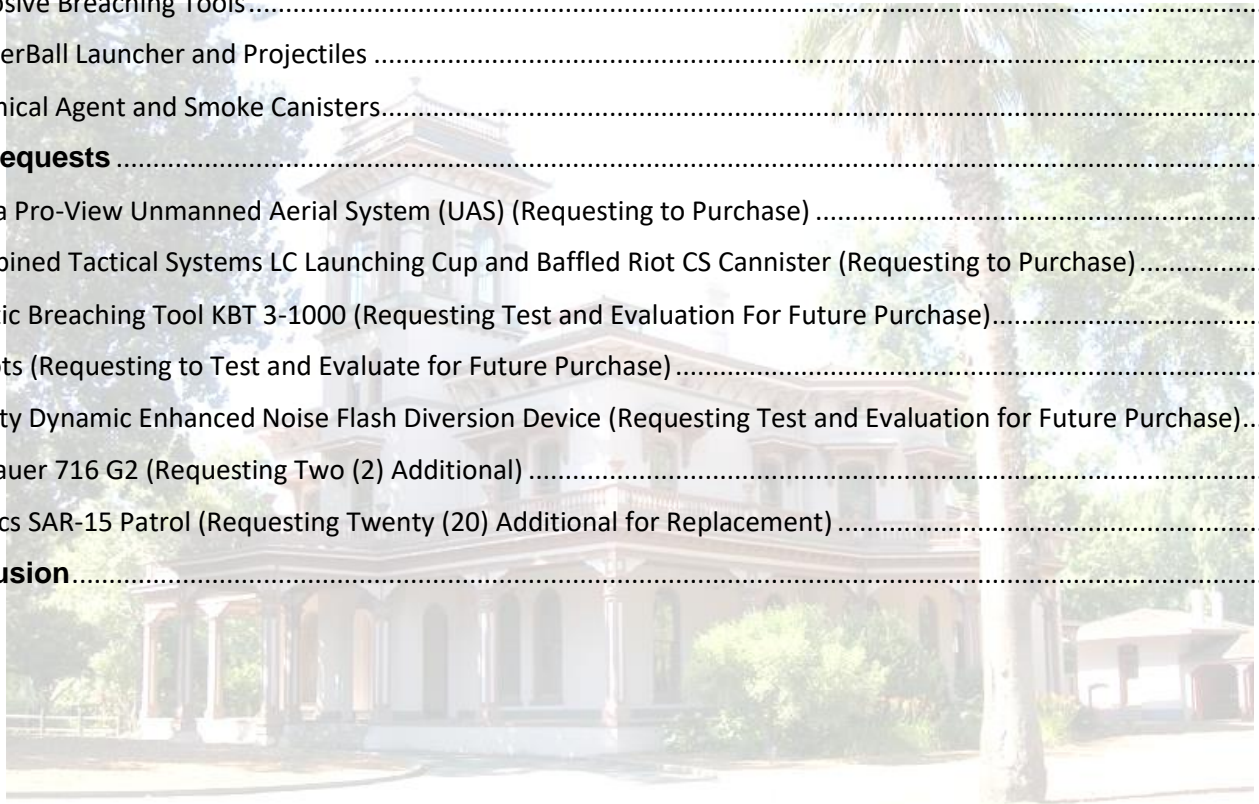 osive Breaching Tools
erBall Launcher and Projectiles
nical Agent and Smoke Canisters
equests
a Pro-View Unmanned Aerial System (UAS) (Requesting to Purchase)
bined Tactical Systems LC Launching Cup and Baffled Riot CS Cannister (Requesting to Purchase)
tic Breaching Tool KBT 3-1000 (Requesting Test and Evaluation For Future Purchase)
ots (Requesting to Test and Evaluate for Future Purchase)
ty Dynamic Enhanced Noise Flash Diversion Device (Requesting Test and Evaluation for Future Purchase)
auer 716 G2 (Requesting Two (2) Additional)
cs SAR-15 Patrol (Requesting Twenty (20) Additional for Replacement)
usion